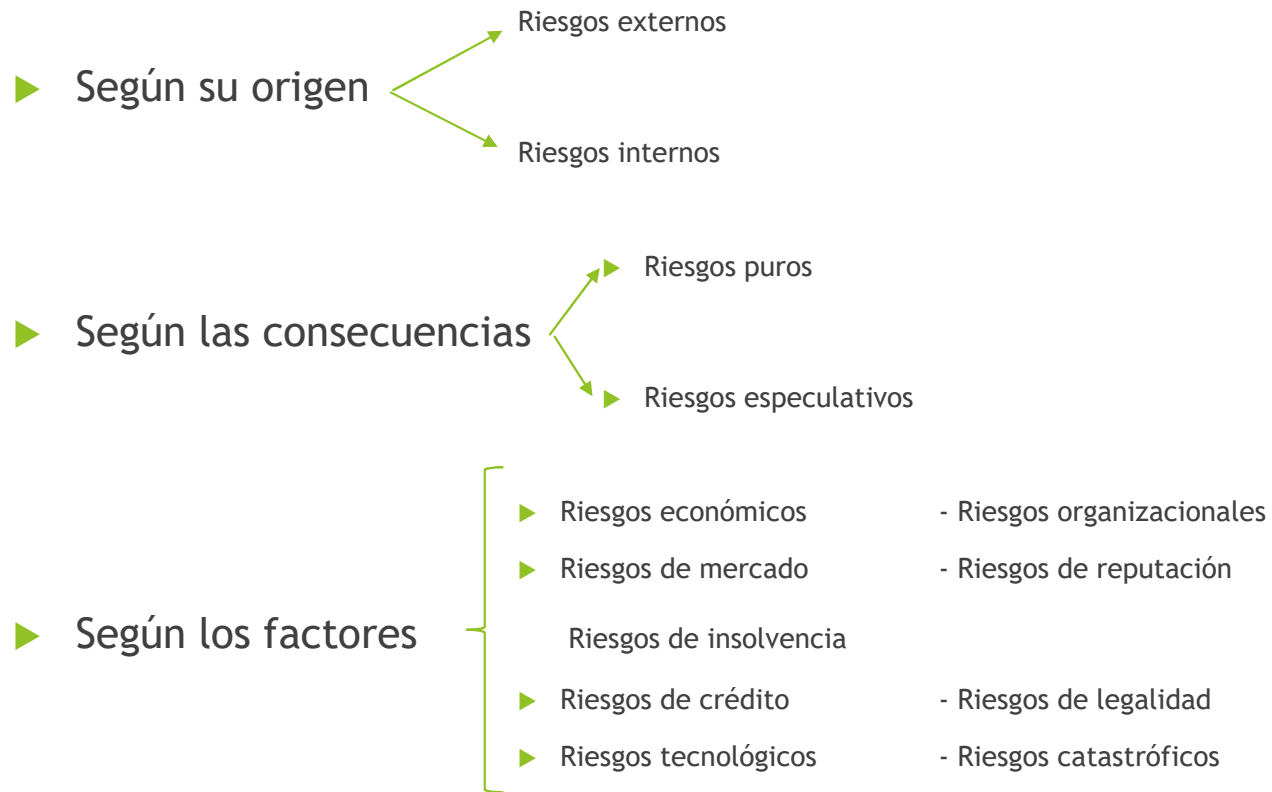 Riesgos externos
Según su origen
Riesgos internos
Riesgos puros
Según las consecuencias
Riesgos especulativos
Riesgos económicos - Riesgos organizacionales
Riesgos de mercado - Riesgos de reputación
Según los factores
Riesgos de insolvencia
Riesgos de crédito - Riesgos de legalidad
Riesgos tecnológicos - Riesgos catastróficos